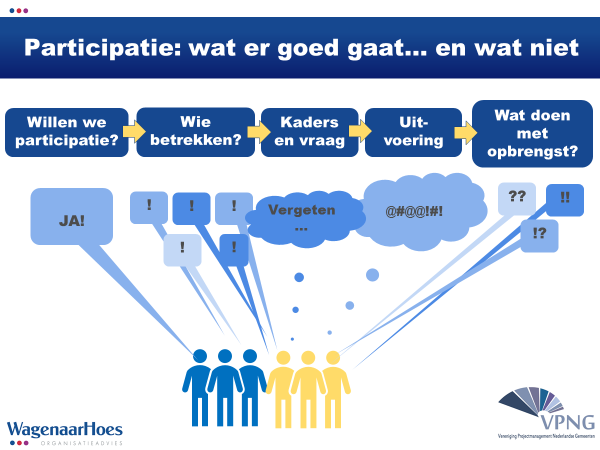 Participatie: wat er goed gaat... en wat niet
Willen we
participatie?
Wie
betrekken?
Kaders
en vraag
Uit-
voering
Wat doen
met
opbrengst?
JA!
!
!
!
!
!
Vergeten
...
@#@@!#!
??
!!
!?
WagenaarHoes
ORGANISATIEADVIES
VPNG
Vereniging Projectmanagement Nederlandse Gemeenten